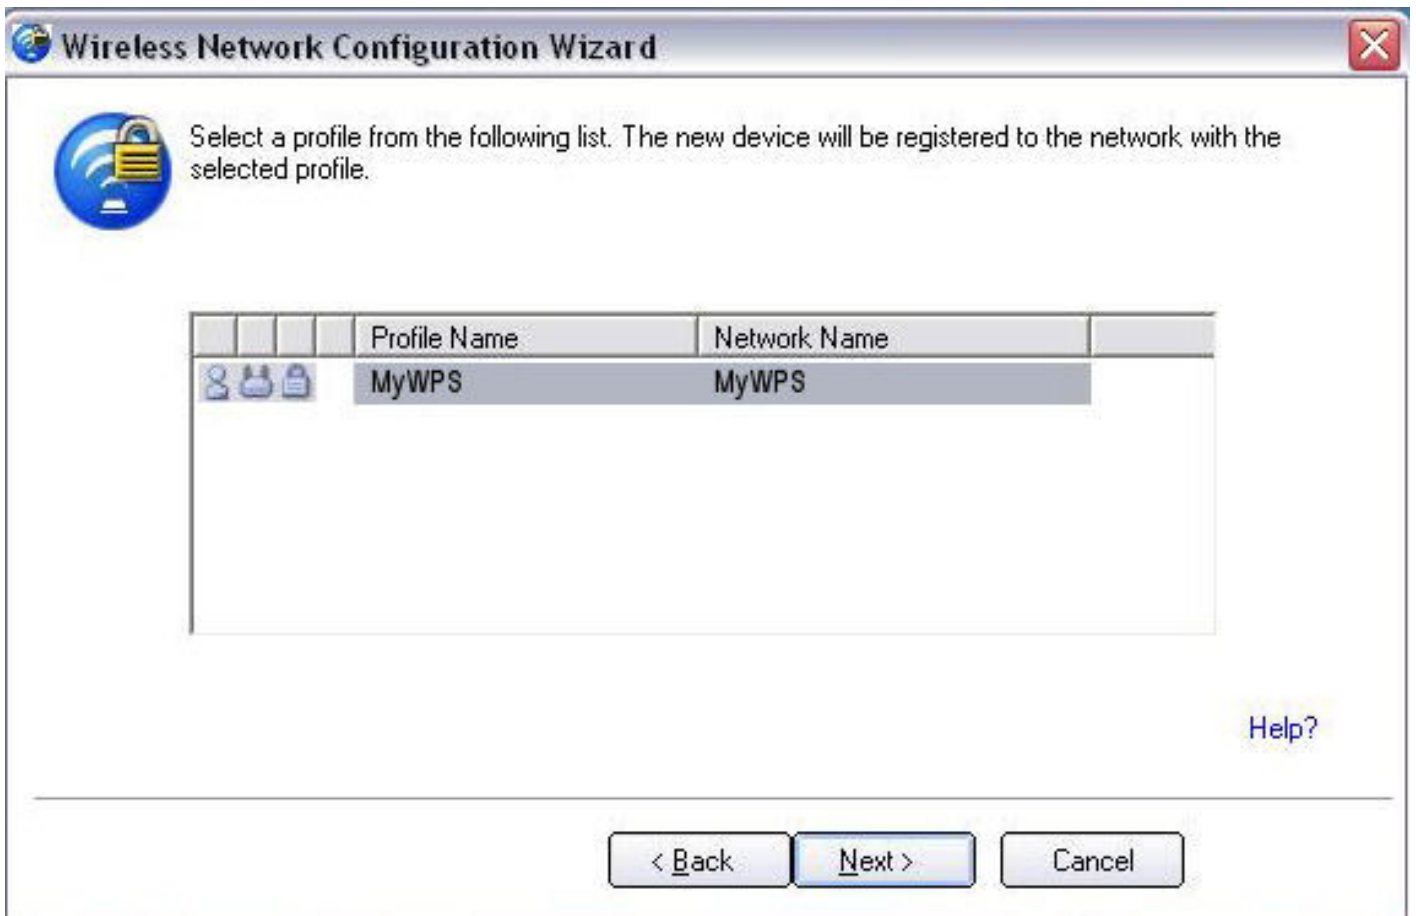 Wireless Network Configuration Wizard
Select a profile from the following list. The new device will be registered to the network with the
selected profile.
Profile Name Network Name
MyWPS MyWPS
Help?
< Back Next > Cancel